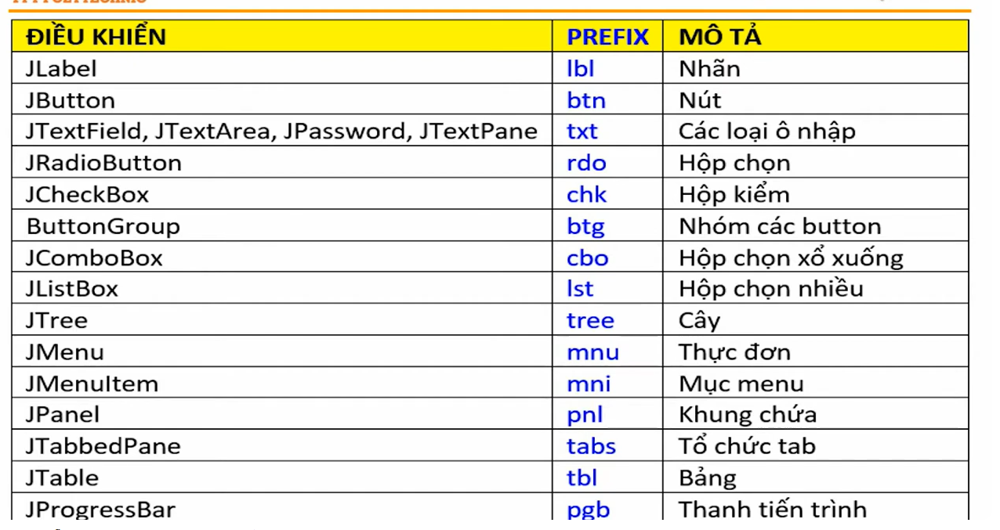 ĐIỀU KHIỂN PREFIX MÔ TẢ
JLabel lbl Nhãn
JButton btn Nút
JTextField, JTextArea, JPassword, JTextPane txt Các loại ô nhập
JRadioButton rdo Hộp chọn
JCheckBox chk Hộp kiểm
ButtonGroup btg Nhóm các button
JComboBox cbo Hộp chọn xổ xuống
JListBox lst Hộp chọn nhiều
JTree tree Cây
JMenu mnu Thực đơn
JMenuItem mni Mục menu
JPanel pnl Khung chứa
JTabbedPane tabs Tổ chức tab
JTable tbl Bảng
JProgressBar pgb Thanh tiến trình